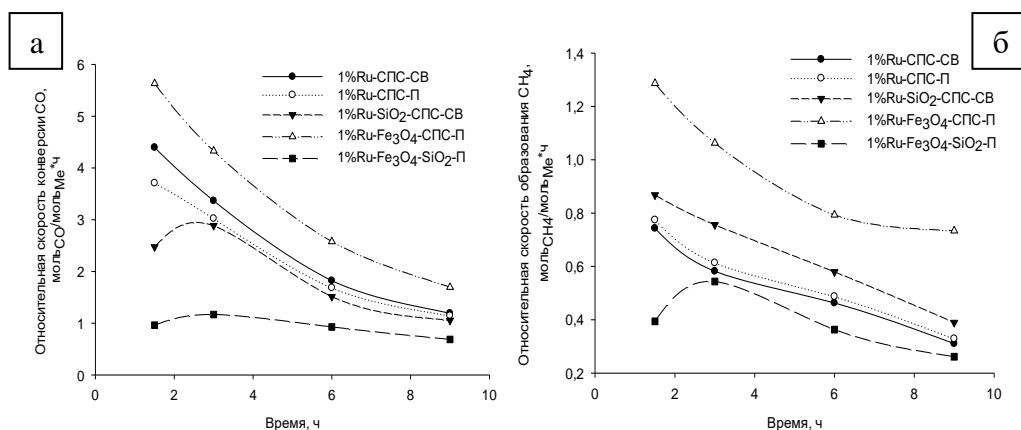 а
Относительная скорость конверсии CO,
мольCO/мольMe*ч
6
5
4
3
2
1
0
0 2 4 6 8 10
Время, ч
1%Ru-СПС-СВ
1%Ru-СПС-П
1%Ru-SiO2-СПС-СВ
1%Ru-Fe3O4-СПС-П
1%Ru-Fe3O4-SiO2-П
б
Относительная скорость образования CH4,
мольCH4/мольMe*ч
1,4
1,2
1,0
0,8
0,6
0,4
0,2
0 2 4 6 8 10
Время, ч
1%Ru-СПС-СВ
1%Ru-СПС-П
1%Ru-SiO2-СПС-СВ
1%Ru-Fe3O4-СПС-П
1%Ru-Fe3O4-SiO2-П